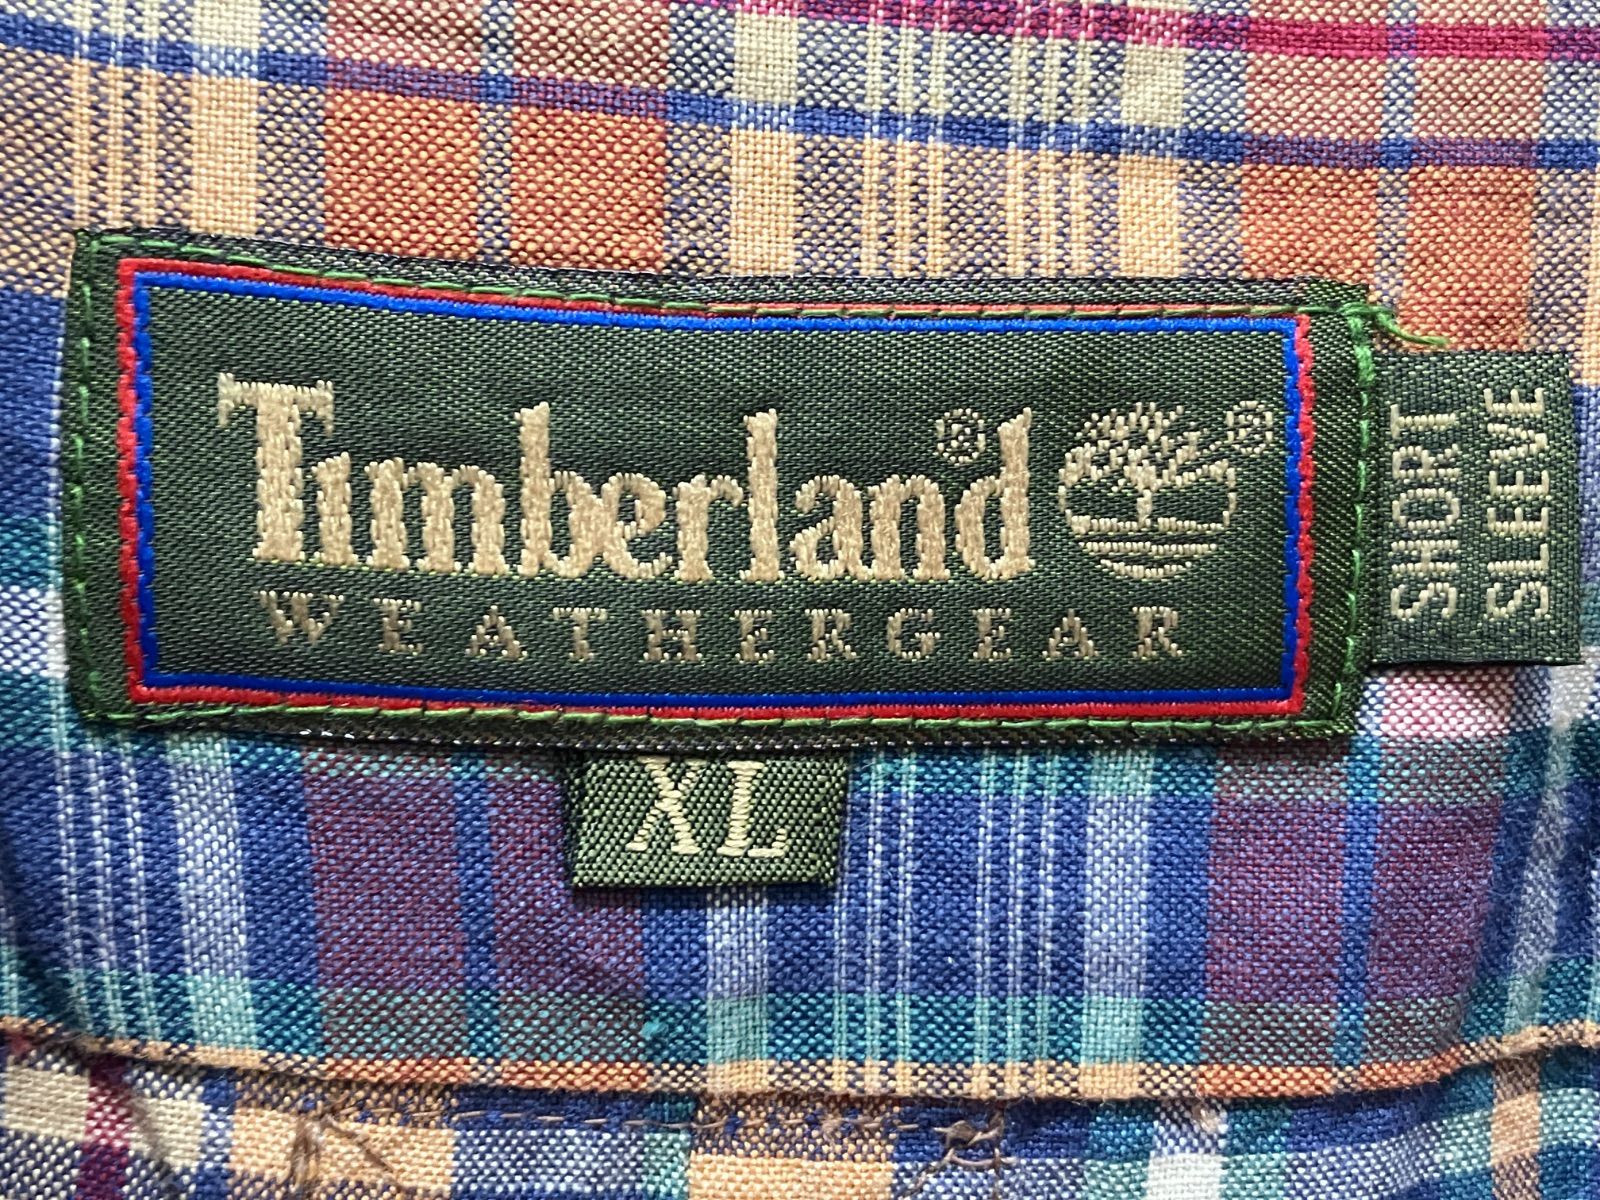 Timberland®
®
WEATHERGEAR
SHORT
SLEEVE
XL